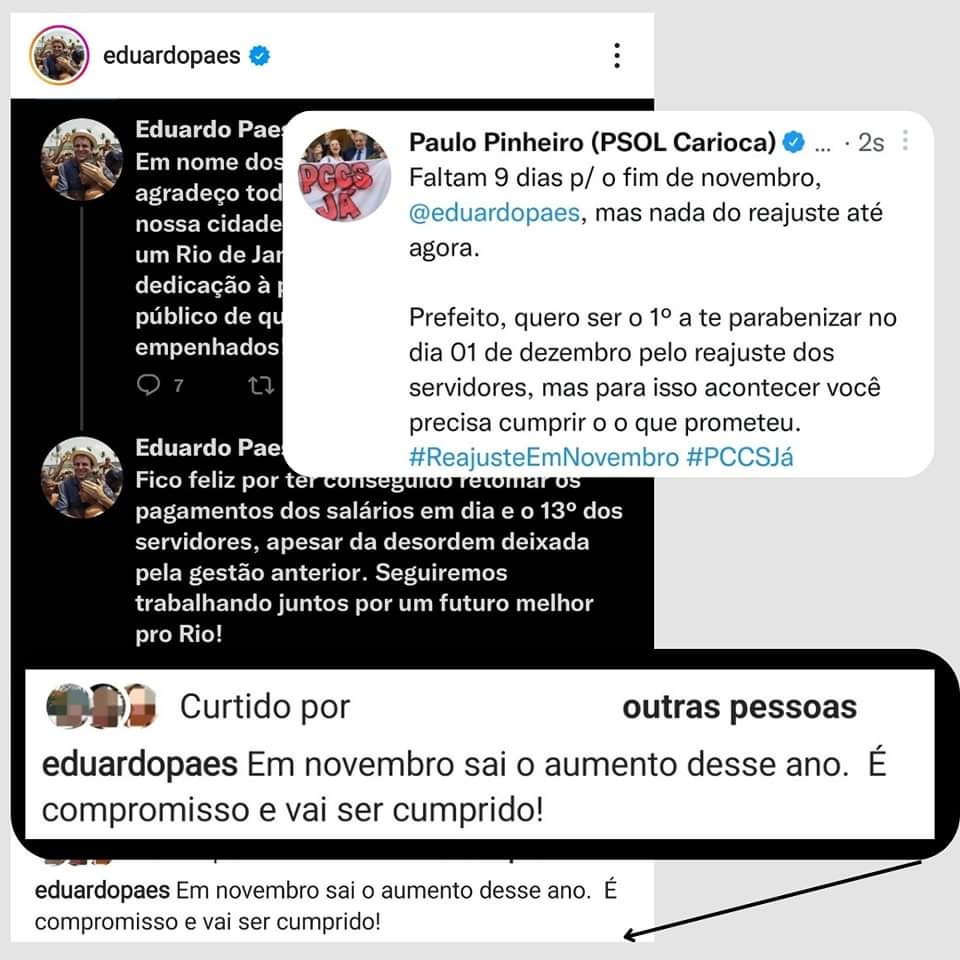 eduardopaes
Eduardo Paes
Em nome dos
agradeço tod
nossa cidade
um Rio de Jar
dedicação à
público de qu
empenhados
7
Paulo Pinheiro (PSOL Carioca) ... · 2s
PCCS
JÁ
Faltam 9 dias p/ o fim de novembro,
@eduardopaes, mas nada do reajuste até
agora.
Prefeito, quero ser o 1º a te parabenizar no
dia 01 de dezembro pelo reajuste dos
servidores, mas para isso acontecer você
precisa cumprir o o que prometeu.
#ReajusteEmNovembro #PCCSJá
Eduardo Paes
Fico feliz por ter conseguido retomar os
pagamentos dos salários em dia e o 13º dos
servidores, apesar da desordem deixada
pela gestão anterior. Seguiremos
trabalhando juntos por um futuro melhor
pro Rio!
Curtido por outras pessoas
eduardopaes Em novembro sai o aumento desse ano. É
compromisso e vai ser cumprido!
eduardopaes Em novembro sai o aumento desse ano. É
compromisso e vai ser cumprido!